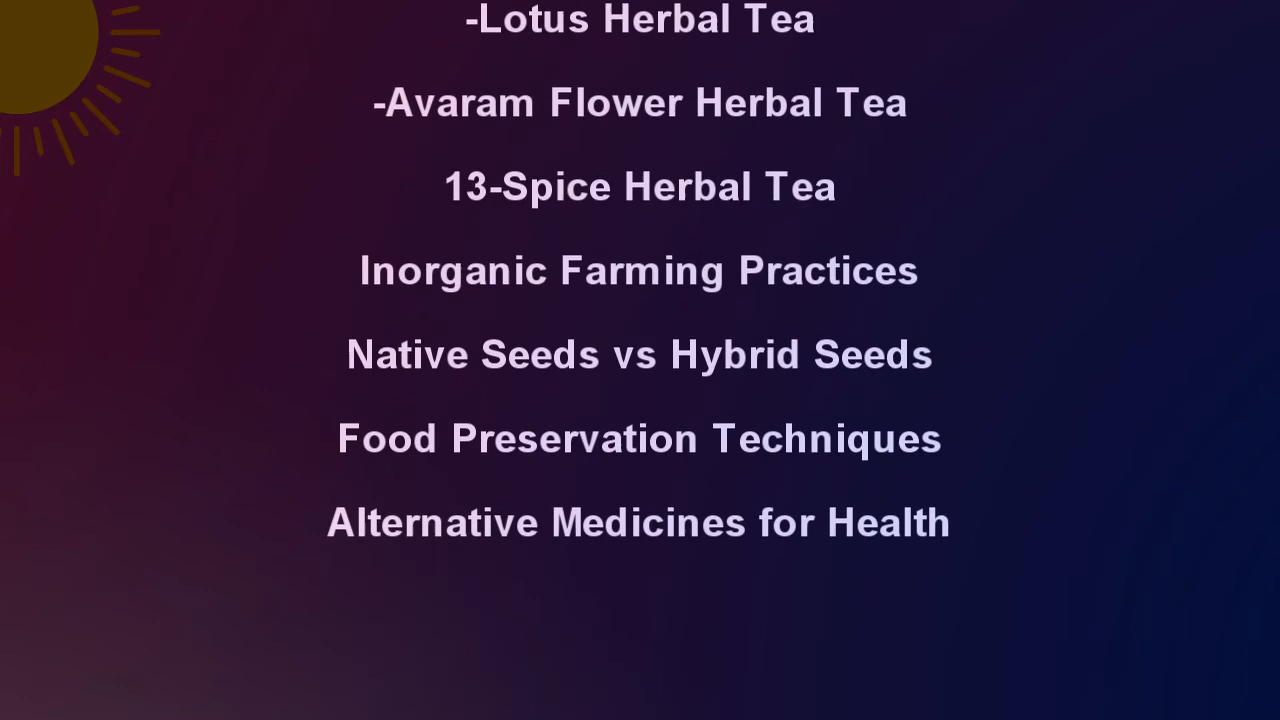 -Lotus Herbal Tea
-Avaram Flower Herbal Tea
13-Spice Herbal Tea
Inorganic Farming Practices
Native Seeds vs Hybrid Seeds
Food Preservation Techniques
Alternative Medicines for Health